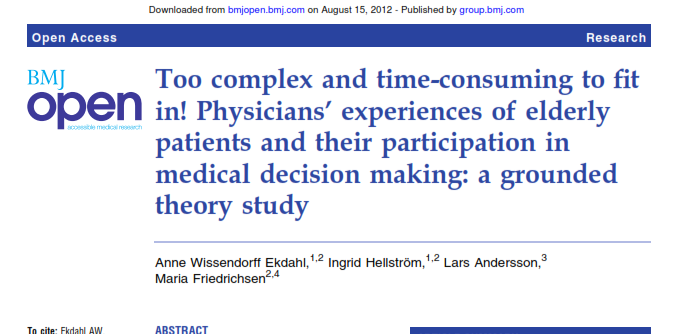 Downloaded from bmjopen.bmj.com on August 15, 2012 - Published by group.bmj.com
Open Access
Research
BMJ
open
accessible medical research
Too complex and time-consuming to fit
in! Physicians’ experiences of elderly
patients and their participation in
medical decision making: a grounded
theory study
Anne Wissendorff Ekdahl,1,2 Ingrid Hellström,1,2 Lars Andersson,3
Maria Friedrichsen2,4
To cite: Ekdahl AW
ABSTRACT